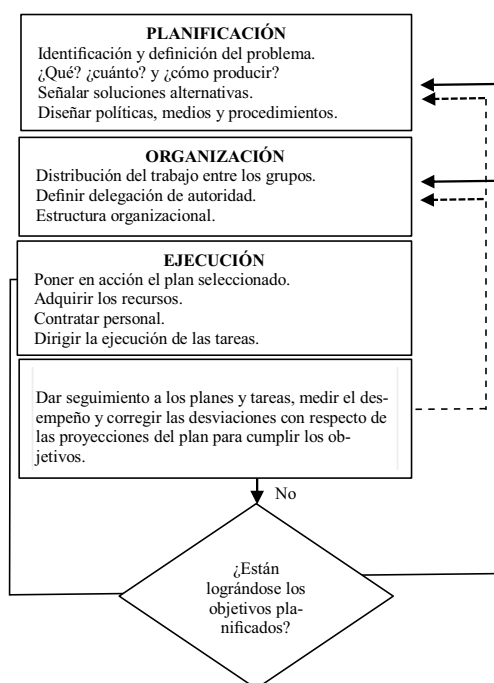 PLANIFICACIÓN
Identificación y definición del problema.
¿Qué? ¿cuánto? y ¿cómo producir?
Señalar soluciones alternativas.
Diseñar políticas, medios y procedimientos.
ORGANIZACIÓN
Distribución del trabajo entre los grupos.
Definir delegación de autoridad.
Estructura organizacional.
EJECUCIÓN
Poner en acción el plan seleccionado.
Adquirir los recursos.
Contratar personal.
Dirigir la ejecución de las tareas.
Dar seguimiento a los planes y tareas, medir el des-
empeño y corregir las desviaciones con respecto de
las proyecciones del plan para cumplir los ob-
jetivos.
No
¿Están
lográndose los
objetivos pla-
nificados?